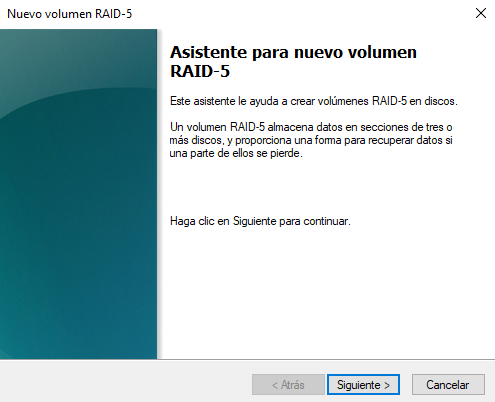 Nuevo volumen RAID-5
Asistente para nuevo volumen
RAID-5
Este asistente le ayuda a crear volúmenes RAID-5 en discos.
Un volumen RAID-5 almacena datos en secciones de tres o
más discos, y proporciona una forma para recuperar datos si
una parte de ellos se pierde.
Haga clic en Siguiente para continuar.
< Atrás
Siguiente >
Cancelar